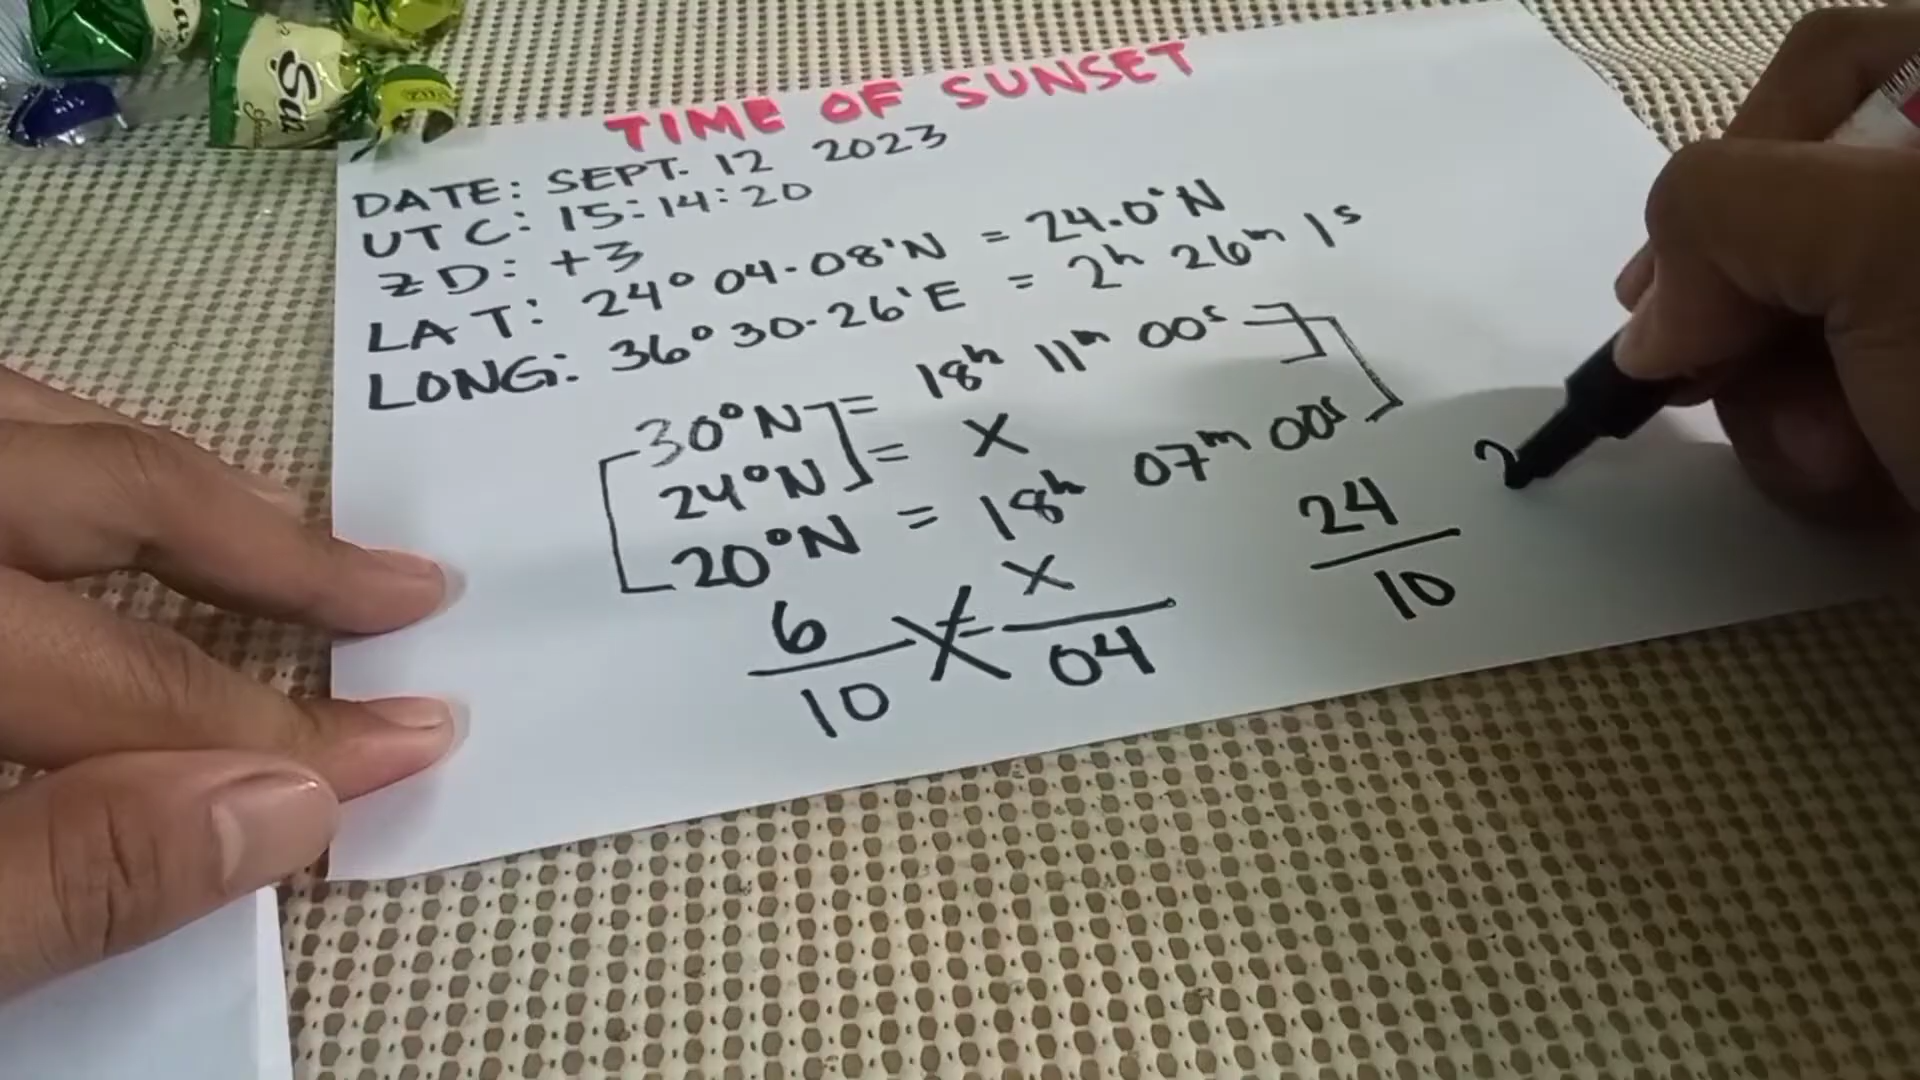 TIME OF SUNSET
DATE: SEPT. 12 2023
UTC: 15:14:20
ZD: +3
LAT: 24° 04-08'N = 24.0°N
LONG: 36° 30-26'E = 2h 26m 1s
30°N = 18h 11m 00s
24°N = X
20°N = 18h 07m 00s
6/10 = X/04
24/10 2